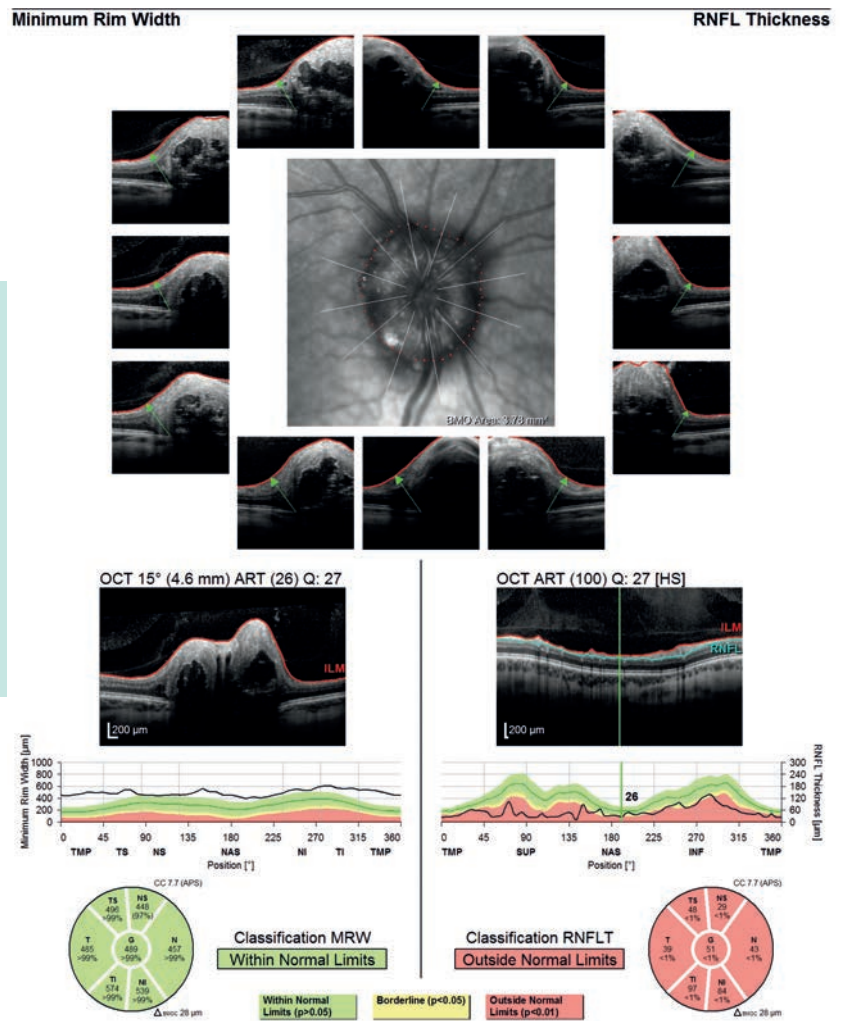 Minimum Rim Width
RNFL Thickness
BMO Area: 3.78 mm²
OCT 15° (4.6 mm) ART (26) Q: 27
OCT ART (100) Q: 27 [HS]
ILM
200 µm
ILM
RNFL
200 µm
Minimum Rim Width [µm]
1000
800
600
400
200
0
0 45 90 135 180 225 270 315 360
TMP TS NS NAS NI TI TMP
Position [°]
RNFL Thickness [µm]
300
240
180
120
60
0
26
0 45 90 135 180 225 270 315 360
TMP SUP NAS INF TMP
Position [°]
CC 7.7 (APS)
TS
496
>99%
NS
448
(97%)
T
485
>99%
G
489
>99%
N
457
>99%
TI
574
>99%
NI
539
>99%
Δ BMOC 28 µm
Classification MRW
Within Normal Limits
Classification RNFLT
Outside Normal Limits
CC 7.7 (APS)
TS
48
<1%
NS
29
<1%
T
39
<1%
G
51
<1%
N
43
<1%
TI
97
<1%
NI
84
<1%
Δ BMOC 28 µm
Within Normal
Limits (p>0.05)
Borderline (p<0.05)
Outside Normal
Limits (p<0.01)